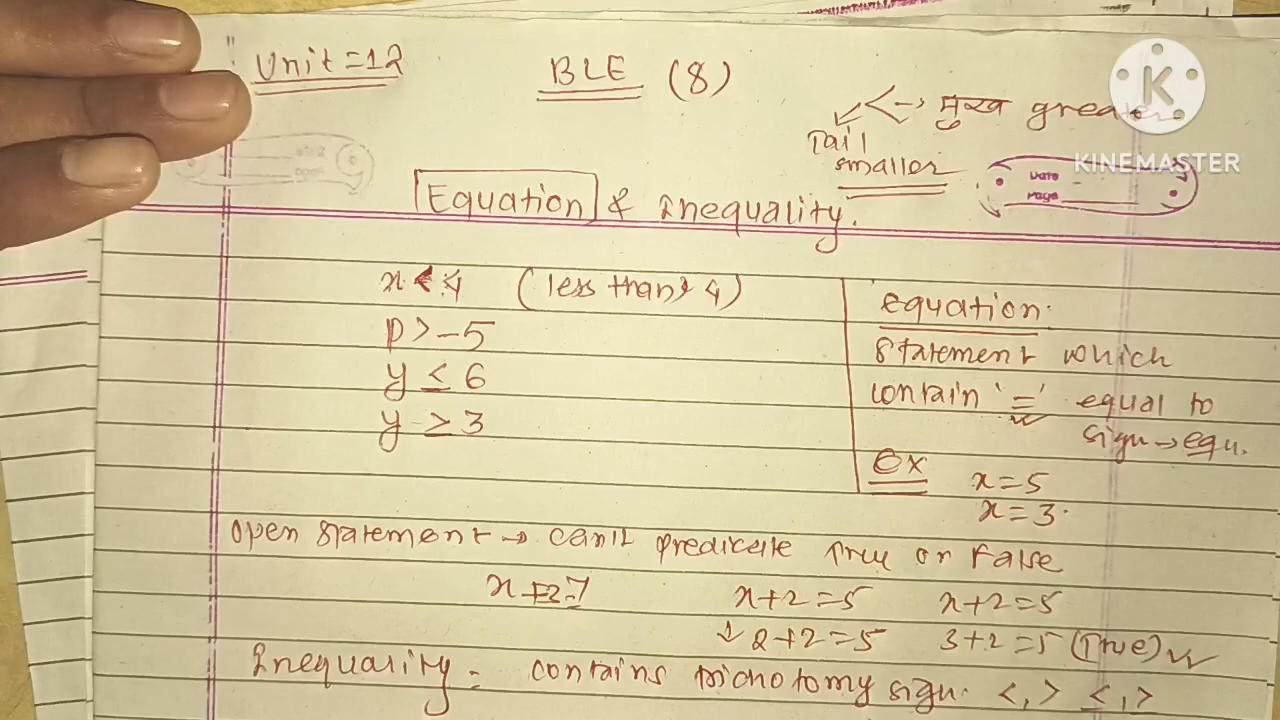 Unit = 12
BLE (8)
< → मुख greater
Tail smaller
KINEMASTER
Date
Page
Equation & Inequality.
x < 4 (less than 4)
p > -5
y ≤ 6
y ≥ 3
equation.
statement which
contain '=' equal to
sign → equ.
Ex
x = 5
x = 3.
open statement → can't predicate True or False
x + 2 = 5 x + 2 = 5
↓ 2 + 2 = 5 3 + 2 = 5 (True)
Inequality = contains trichotomy sign. <, > ≤, >